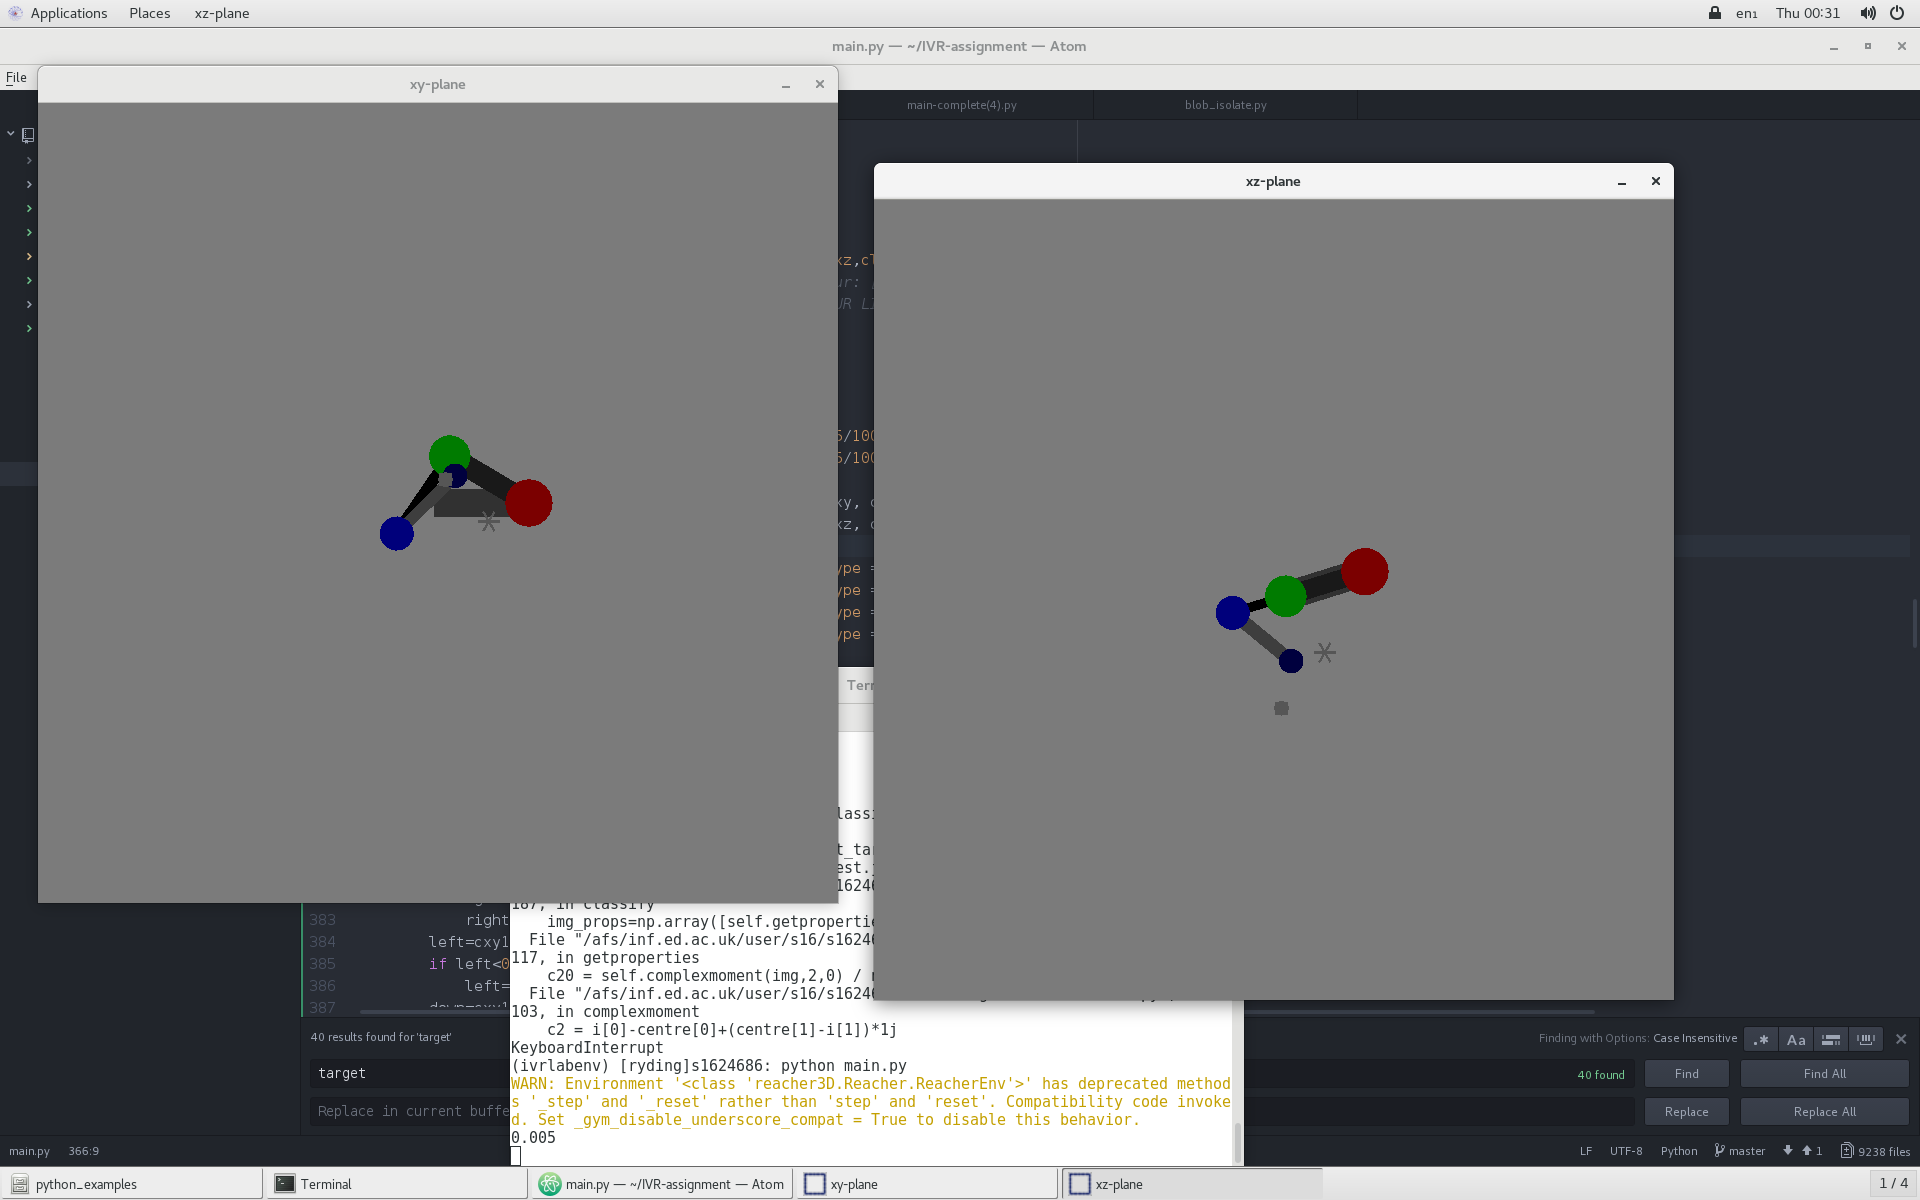 Applications Places xz-plane en₁ Thu 00:31
main.py — ~/IVR-assignment — Atom
File
xy-plane
main-complete(4).py blob_isolate.py
xz-plane
xz,c
ur:
UR L
5/100
5/100
xy,
xz,
ype =
ype =
ype =
ype =
Ter
lass
t_ta
est.
1624
187, in classify
img_props=np.array([self.getpropertie
File "/afs/inf.ed.ac.uk/user/s16/s1624
117, in getproperties
c20 = self.complexmoment(img,2,0) /
File "/afs/inf.ed.ac.uk/user/s16/s1624
103, in complexmoment
c2 = i[0]-centre[0]+(centre[1]-i[1])*1j
KeyboardInterrupt
(ivrlabenv) [ryding]s1624686: python main.py
WARN: Environment '<class 'reacher3D.Reacher.ReacherEnv'>' has deprecated method
s '_step' and '_reset' rather than 'step' and 'reset'. Compatibility code invoke
d. Set _gym_disable_underscore_compat = True to disable this behavior.
0.005
383 right
384 left=cxy1
385 if left<0
386 left=
387
40 results found for 'target'
Finding with Options: Case Insensitive .* Aa
target
40 found Find Find All
Replace in current buffe
Replace Replace All
main.py 366:9 LF UTF-8 Python master 1 9238 files
python_examples Terminal main.py — ~/IVR-assignment — Atom xy-plane xz-plane 1 / 4